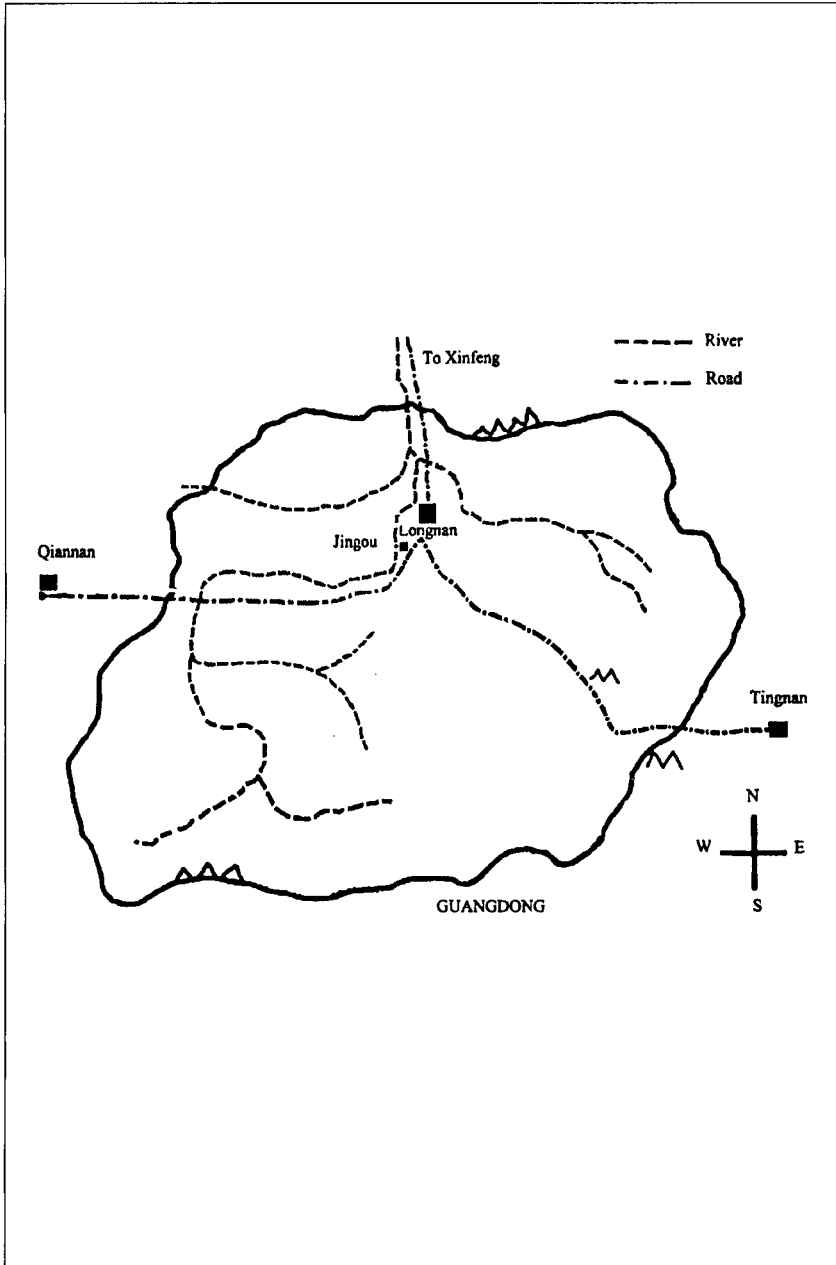 River
To Xinfeng
Road
Longnan
Jingou
Qiannan
Tingnan
N
W E
S
GUANGDONG